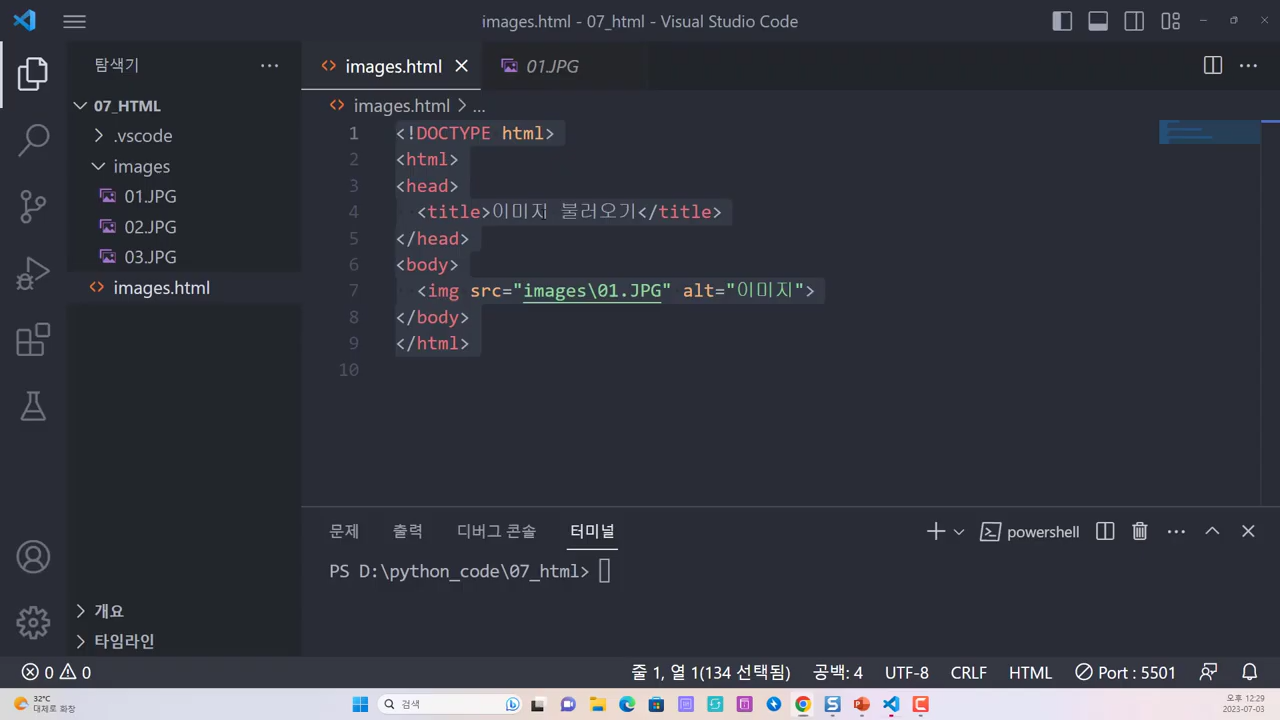 images.html - 07_html - Visual Studio Code
탐색기
images.html
01.JPG
07_HTML
.vscode
images
01.JPG
02.JPG
03.JPG
images.html
개요
타임라인
images.html > ...
1 <!DOCTYPE html>
2 <html>
3 <head>
4 <title>이미지 불러오기</title>
5 </head>
6 <body>
7 <img src="images\01.JPG" alt="이미지">
8 </body>
9 </html>
10
문제 출력 디버그 콘솔 터미널 powershell
PS D:\python_code\07_html>
0 0 줄 1, 열 1(134 선택됨) 공백: 4 UTF-8 CRLF HTML Port : 5501
32°C
대체로 화창
검색
오후 12:29
2023-07-03